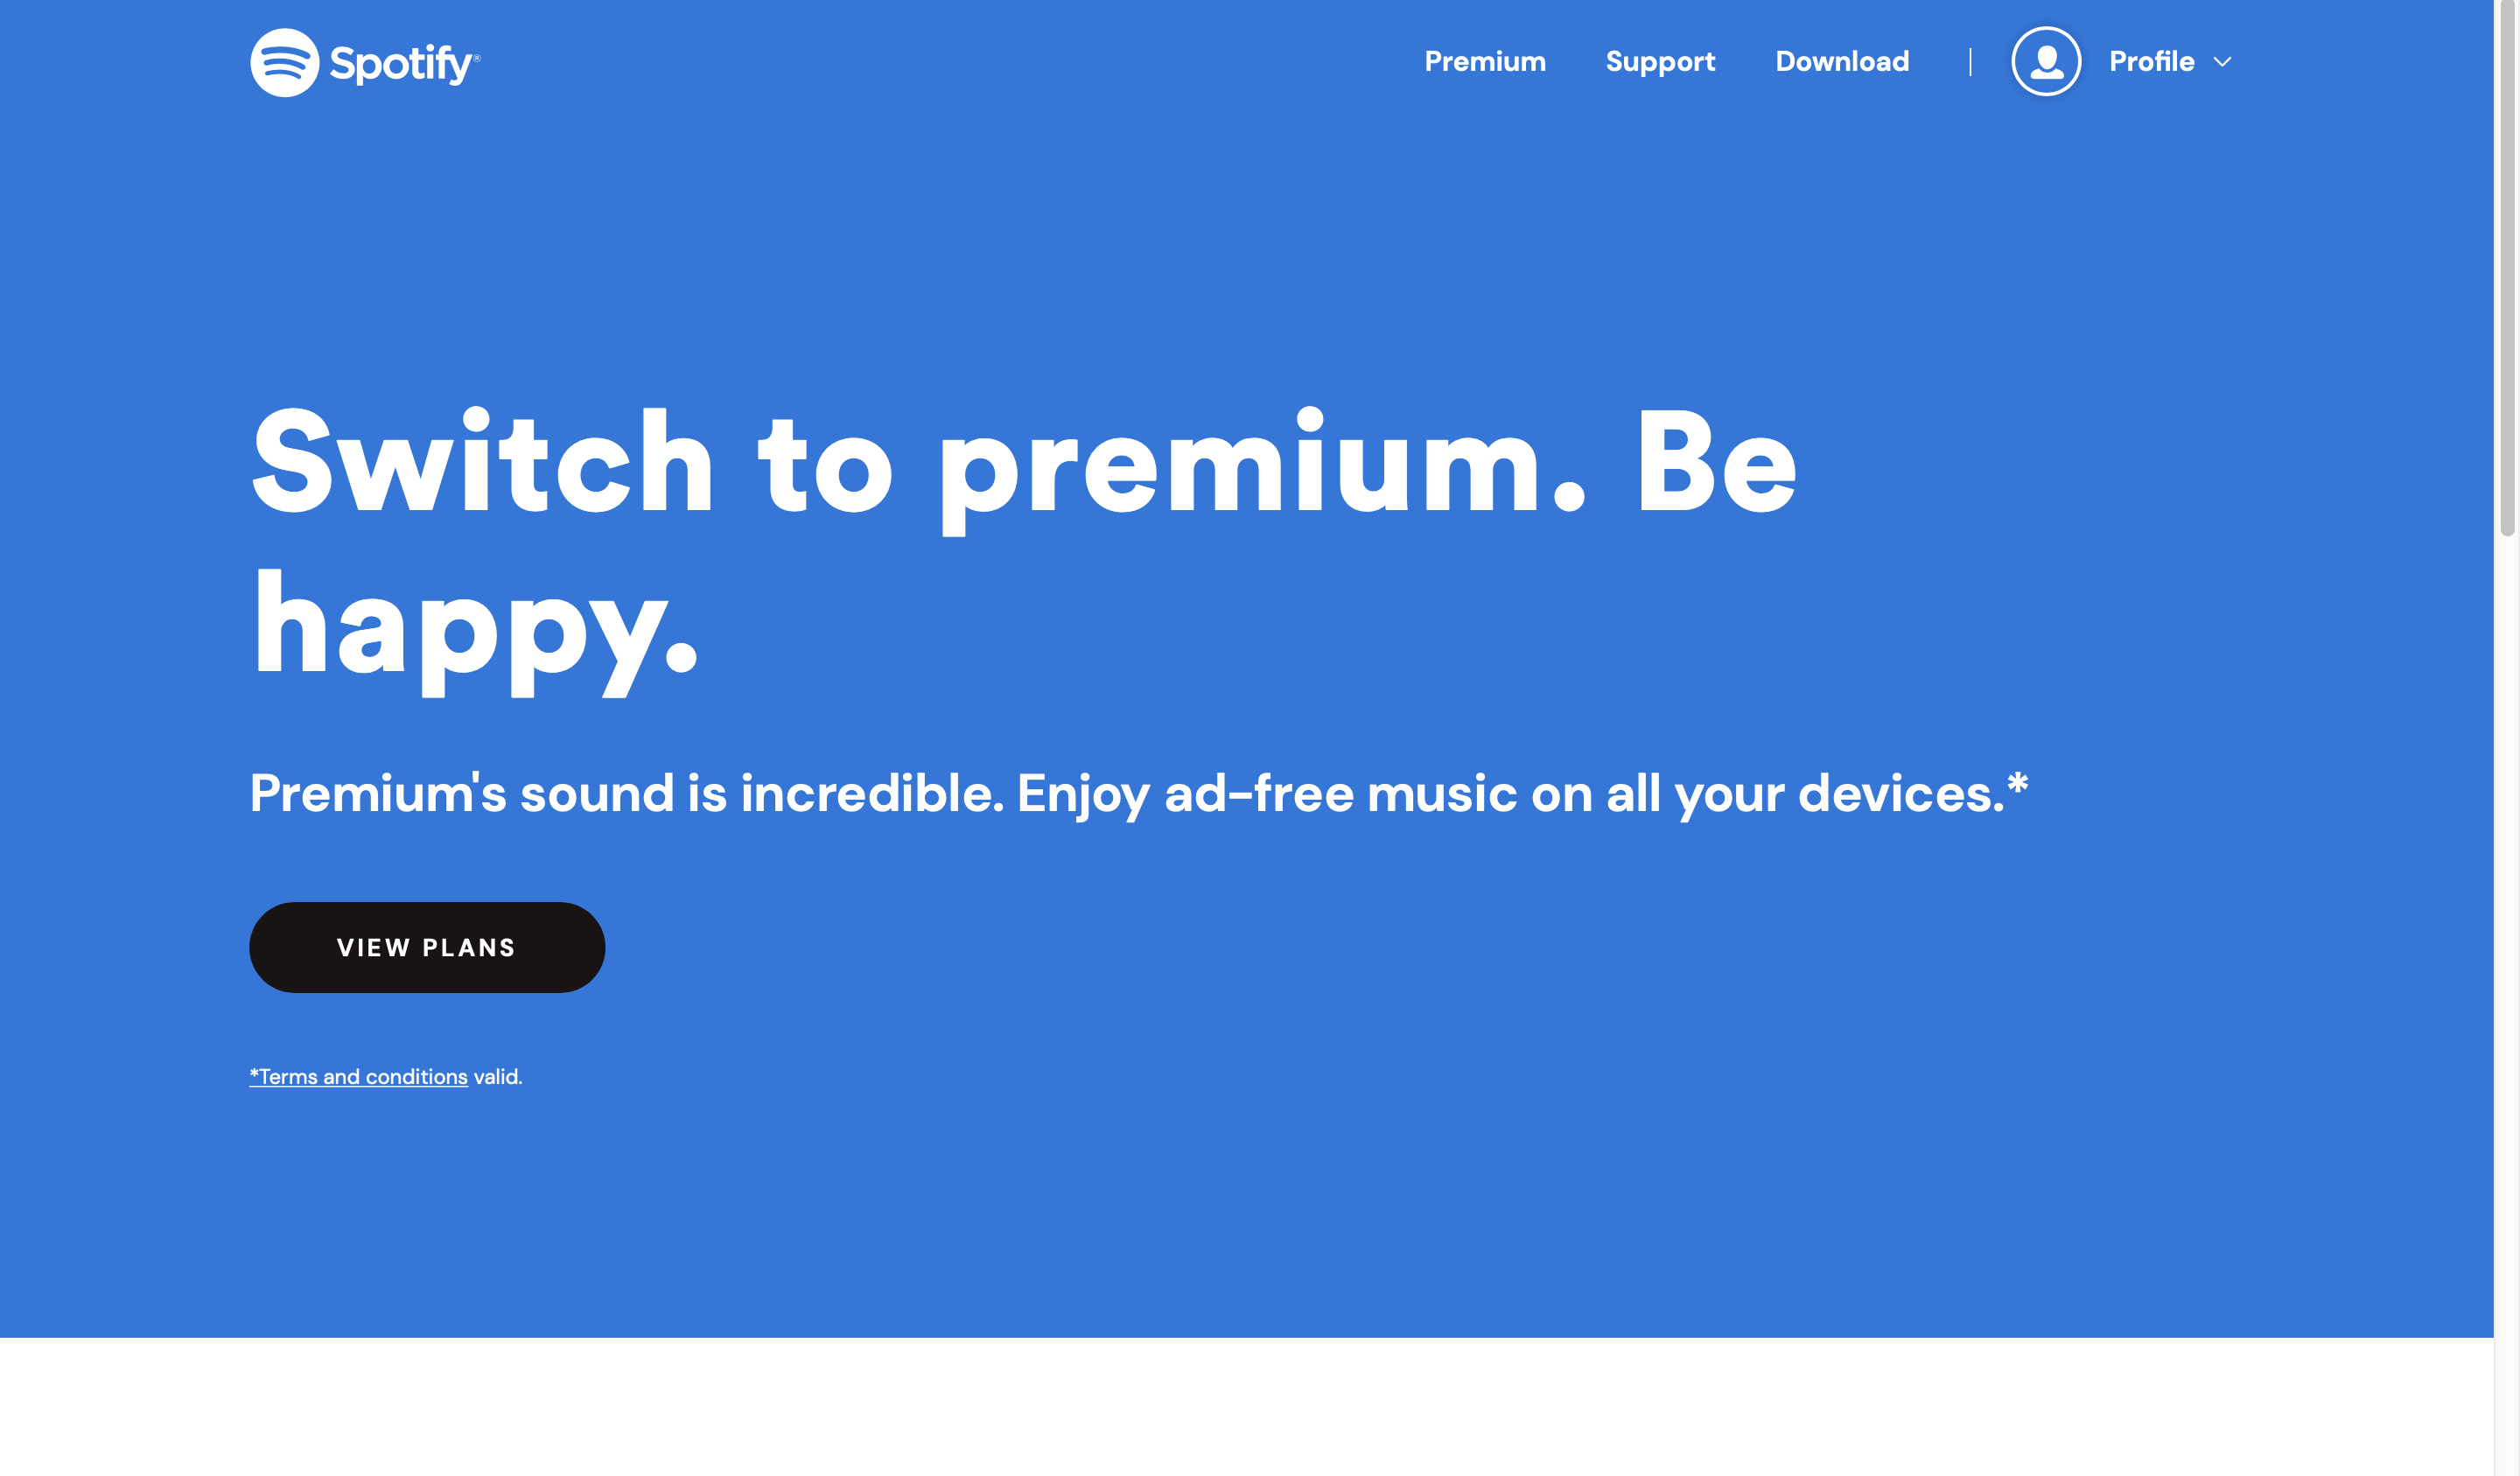 Spotify®
Premium Support Download Profile
Switch to premium. Be
happy.
Premium's sound is incredible. Enjoy ad-free music on all your devices.*
VIEW PLANS
*Terms and conditions valid.